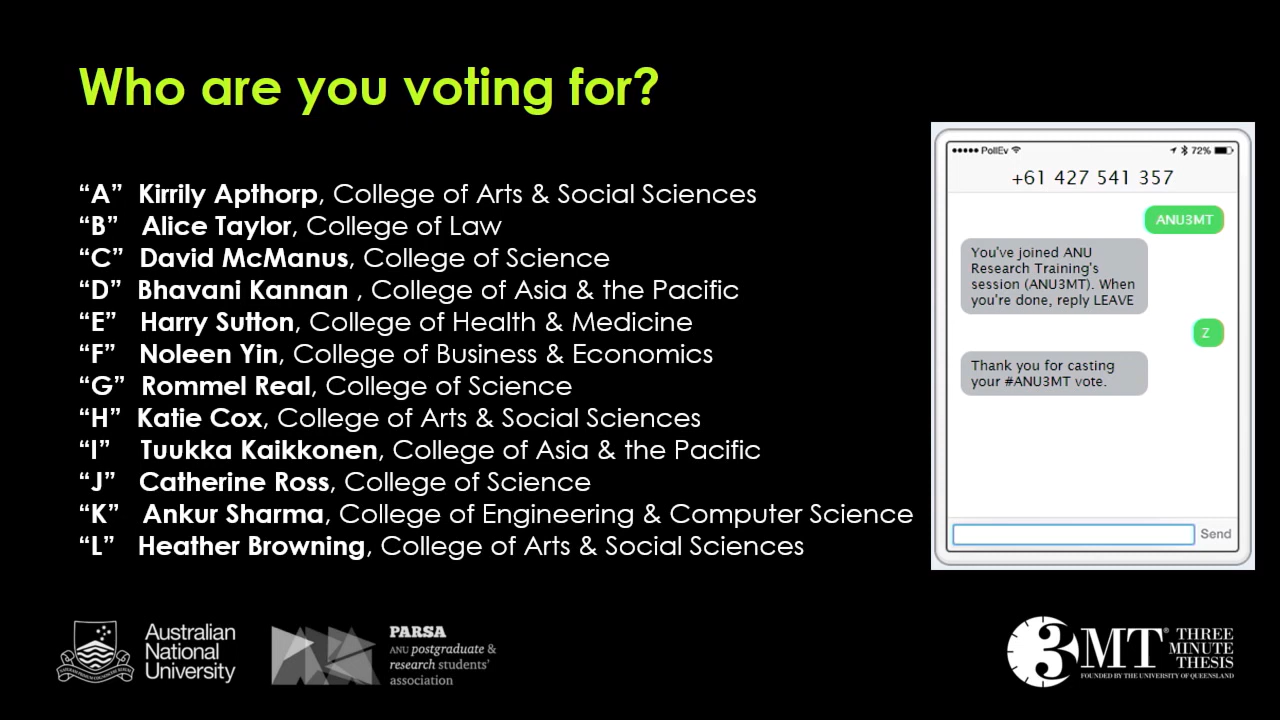 Who are you voting for?
“A” Kirrily Apthorp, College of Arts & Social Sciences
“B” Alice Taylor, College of Law
“C” David McManus, College of Science
“D” Bhavani Kannan , College of Asia & the Pacific
“E” Harry Sutton, College of Health & Medicine
“F” Noleen Yin, College of Business & Economics
“G” Rommel Real, College of Science
“H” Katie Cox, College of Arts & Social Sciences
“I” Tuukka Kaikkonen, College of Asia & the Pacific
“J” Catherine Ross, College of Science
“K” Ankur Sharma, College of Engineering & Computer Science
“L” Heather Browning, College of Arts & Social Sciences
PollEv 72%
+61 427 541 357
ANU3MT
You've joined ANU
Research Training's
session (ANU3MT). When
you're done, reply LEAVE
Z
Thank you for casting
your #ANU3MT vote.
Send
Australian
National
University
PARSA
ANU postgraduate &
research students'
association
3MT®
THREE
MINUTE
THESIS
FOUNDED BY THE UNIVERSITY OF QUEENSLAND